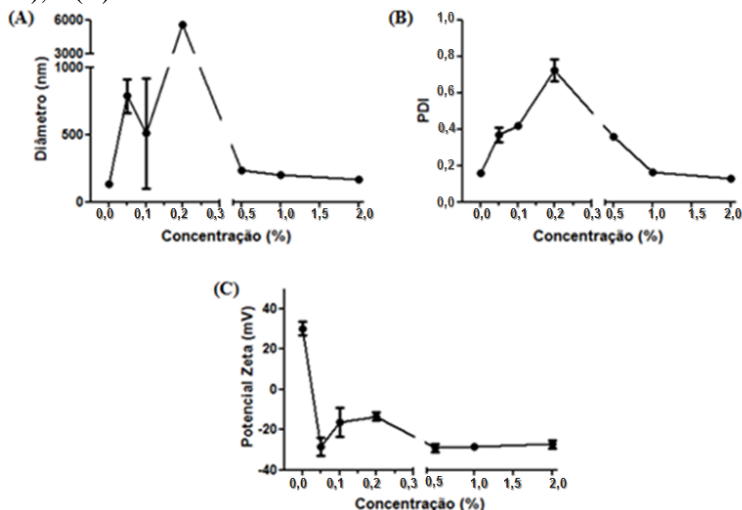 (A)
6000
3000
1000
500
0
Diâmetro (nm)
0,0 0,1 0,2 0,3 0,5 1,0 1,5 2,0
Concentração (%)
(B)
1,0
0,8
0,6
0,4
0,2
0,0
PDI
0,0 0,1 0,2 0,3 0,5 1,0 1,5 2,0
Concentração (%)
(C)
40
20
0
-20
-40
Potencial Zeta (mV)
0,0 0,1 0,2 0,3 0,5 1,0 1,5 2,0
Concentração (%)